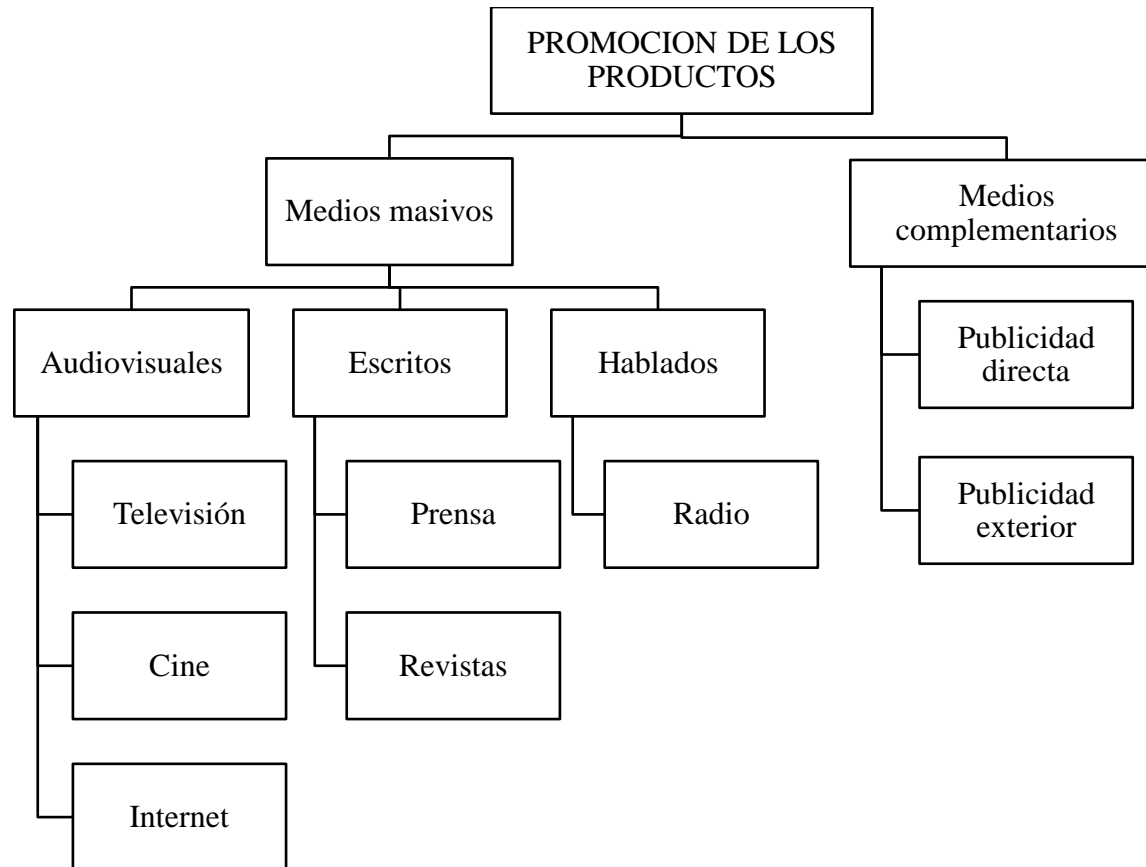 PROMOCION DE LOS
PRODUCTOS
Medios masivos
Medios
complementarios
Audiovisuales
Escritos
Hablados
Publicidad
directa
Televisión
Prensa
Radio
Publicidad
exterior
Cine
Revistas
Internet